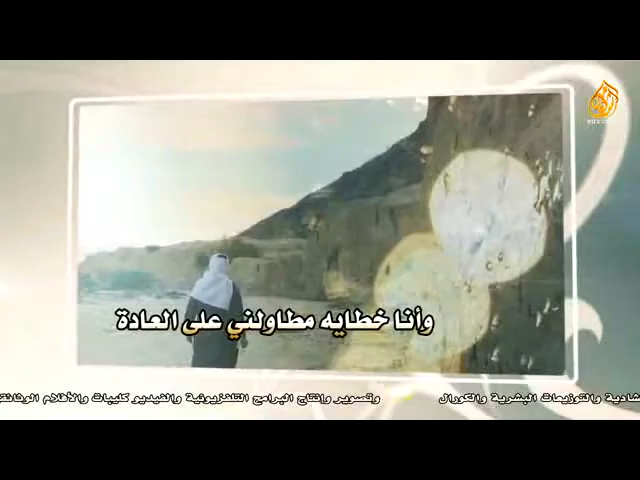 وأنا خطايه مطاولني على العادة
شادية والتوزيعات البشرية والكورال
وتصوير وإنتاج البرامج التلفزيونية والفيديو كليبات والأفلام الوثائق